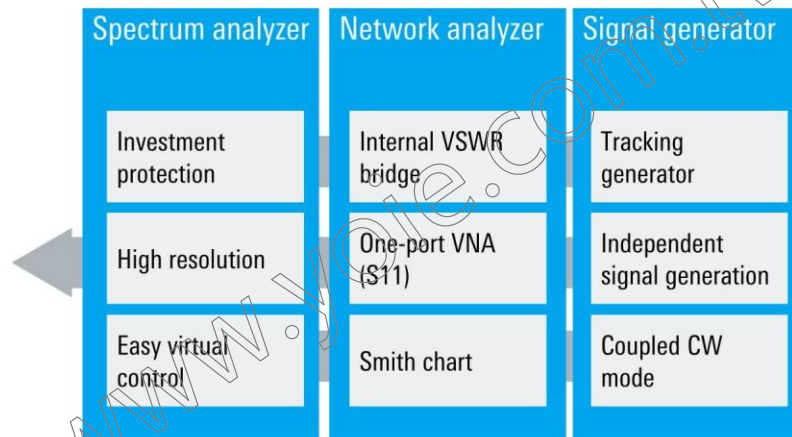 Spectrum analyzer
Investment
protection
High resolution
Easy virtual
control
Network analyzer
Internal VSWR
bridge
One-port VNA
(S11)
Smith chart
Signal generator
Tracking
generator
Independent
signal generation
Coupled CW
mode